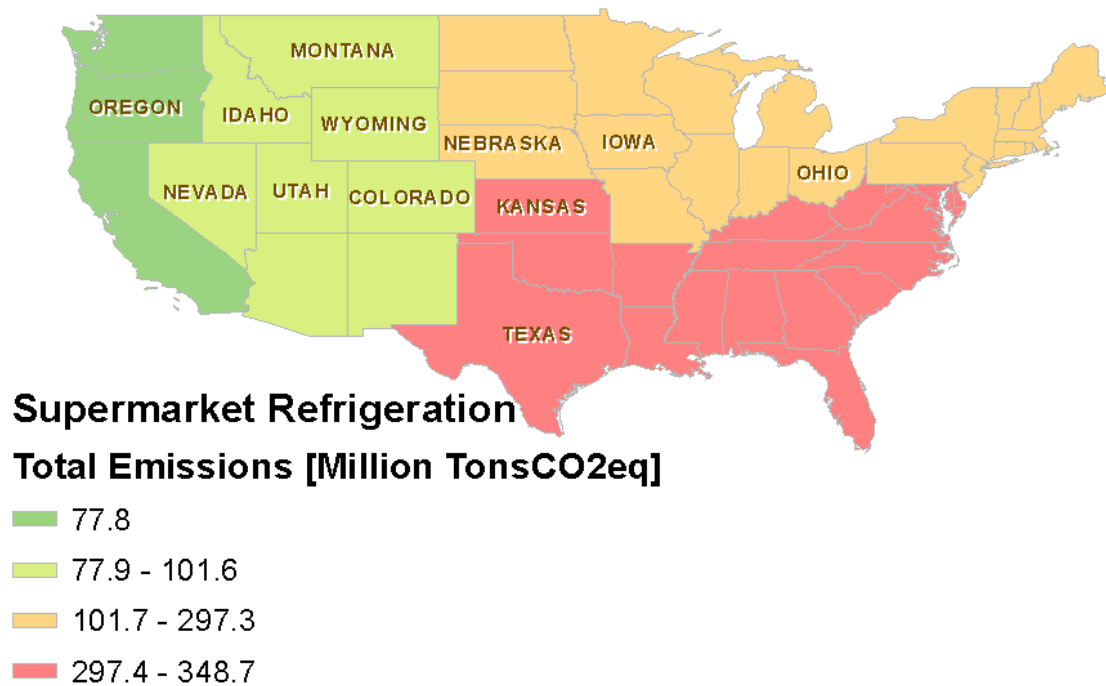 MONTANA
OREGON
IDAHO
WYOMING
NEBRASKA
IOWA
OHIO
NEVADA
UTAH
COLORADO
KANSAS
TEXAS
Supermarket Refrigeration
Total Emissions [Million TonsCO2eq]
77.8
77.9 - 101.6
101.7 - 297.3
297.4 - 348.7